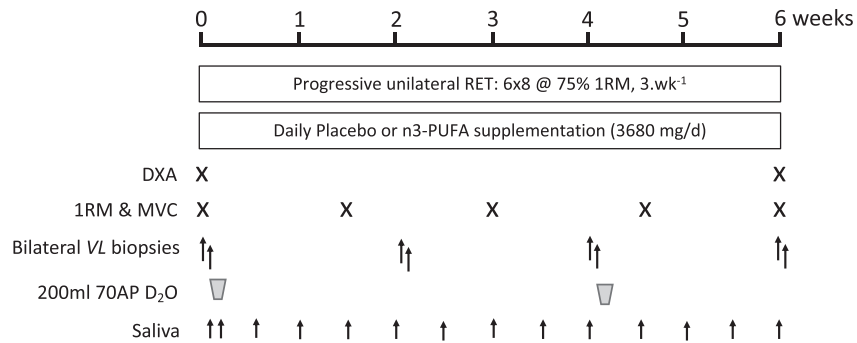 0 1 2 3 4 5 6 weeks
Progressive unilateral RET: 6x8 @ 75% 1RM, 3.wk⁻¹
Daily Placebo or n3-PUFA supplementation (3680 mg/d)
DXA X X
1RM & MVC X X X X X
Bilateral VL biopsies
200ml 70AP D₂O
Saliva